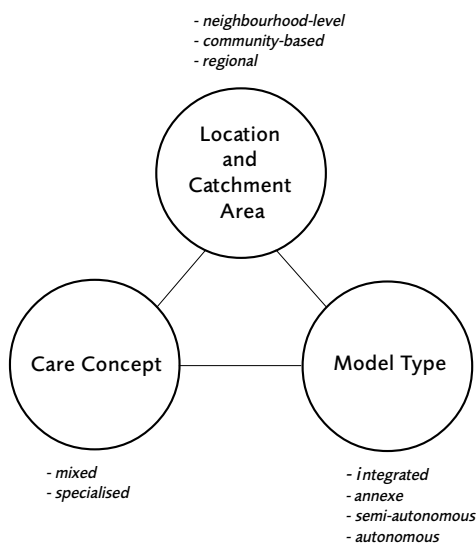 - neighbourhood-level
- community-based
- regional
Location
and
Catchment
Area
Care Concept
Model Type
- mixed
- specialised
- integrated
- annexe
- semi-autonomous
- autonomous